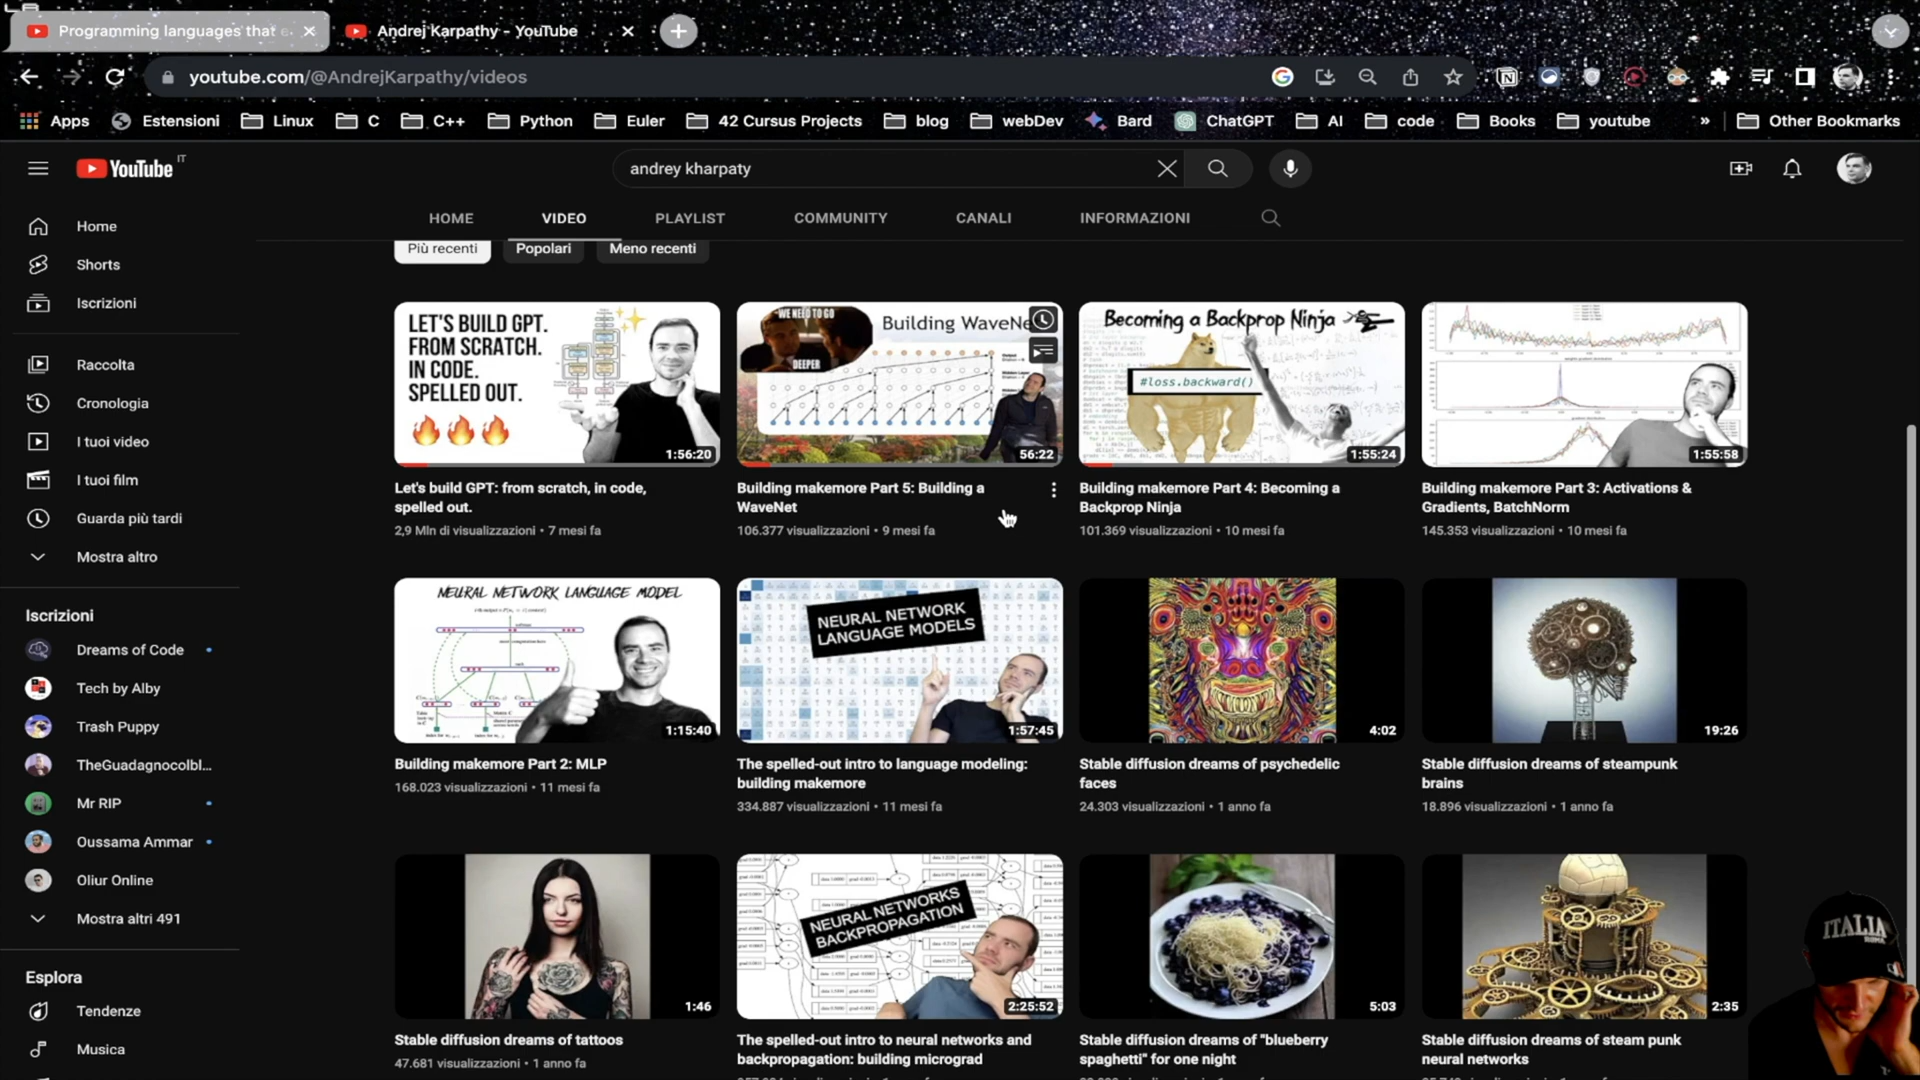 Programming languages that e
Andrej Karpathy - YouTube
youtube.com/@AndrejKarpathy/videos
Apps
Estensioni
Linux
C
C++
Python
Euler
42 Cursus Projects
blog
webDev
Bard
ChatGPT
AI
code
Books
youtube
»
Other Bookmarks
YouTube IT
andrey kharpaty
HOME
VIDEO
PLAYLIST
COMMUNITY
CANALI
INFORMAZIONI
Più recenti
Popolari
Meno recenti
Home
Shorts
Iscrizioni
Raccolta
Cronologia
I tuoi video
I tuoi film
Guarda più tardi
Mostra altro
Iscrizioni
Dreams of Code
Tech by Alby
Trash Puppy
TheGuadagnocolbl...
Mr RIP
Oussama Ammar
Oliur Online
Mostra altri 491
Esplora
Tendenze
Musica
LET'S BUILD GPT.
FROM SCRATCH.
IN CODE.
SPELLED OUT.
1:56:20
Let's build GPT: from scratch, in code,
spelled out.
2,9 Mln di visualizzazioni • 7 mesi fa
WE NEED TO GO
DEEPER
Building WaveNe
56:22
Building makemore Part 5: Building a
WaveNet
106.377 visualizzazioni • 9 mesi fa
Becoming a Backprop Ninja
#loss.backward()
1:55:24
Building makemore Part 4: Becoming a
Backprop Ninja
101.369 visualizzazioni • 10 mesi fa
1:55:58
Building makemore Part 3: Activations &
Gradients, BatchNorm
145.353 visualizzazioni • 10 mesi fa
NEURAL NETWORK LANGUAGE MODEL
1:15:40
Building makemore Part 2: MLP
168.023 visualizzazioni • 11 mesi fa
NEURAL NETWORK
LANGUAGE MODELS
1:57:45
The spelled-out intro to language modeling:
building makemore
334.887 visualizzazioni • 11 mesi fa
4:02
Stable diffusion dreams of psychedelic
faces
24.303 visualizzazioni • 1 anno fa
19:26
Stable diffusion dreams of steampunk
brains
18.896 visualizzazioni • 1 anno fa
1:46
Stable diffusion dreams of tattoos
47.681 visualizzazioni • 1 anno fa
NEURAL NETWORKS
BACKPROPAGATION
2:25:52
The spelled-out intro to neural networks and
backpropagation: building micrograd
5:03
Stable diffusion dreams of "blueberry
spaghetti" for one night
2:35
Stable diffusion dreams of steam punk
neural networks
ITALIA
ROMA